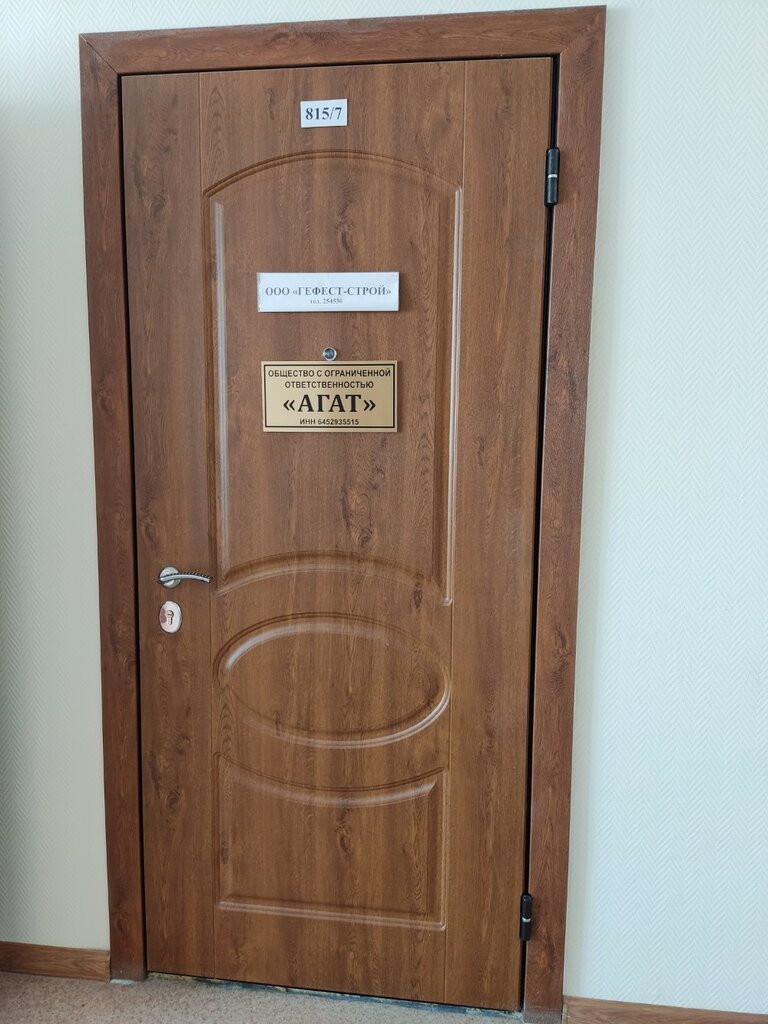 815/7
ООО «ГЕФЕСТ-СТРОЙ»
тел. 254530
ОБЩЕСТВО С ОГРАНИЧЕННОЙ
ОТВЕТСТВЕННОСТЬЮ
«АГАТ»
ИНН 6452935515